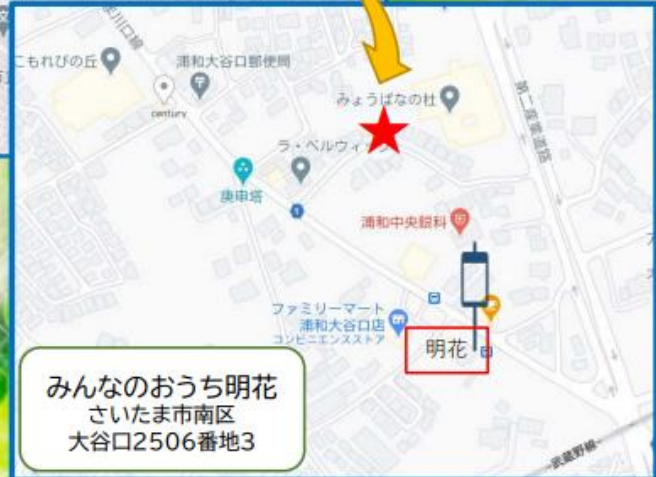 こもれびの丘
浦和大谷口郵便局
century
みょうばなの杜
第二産業道路
ラ・ベルウィッ
庚申塔
1
浦和中央眼科
ファミリーマート
浦和大谷口店
コンビニエンスストア
明花
みんなのおうち明花
さいたま市南区
大谷口2506番地3
武蔵野線